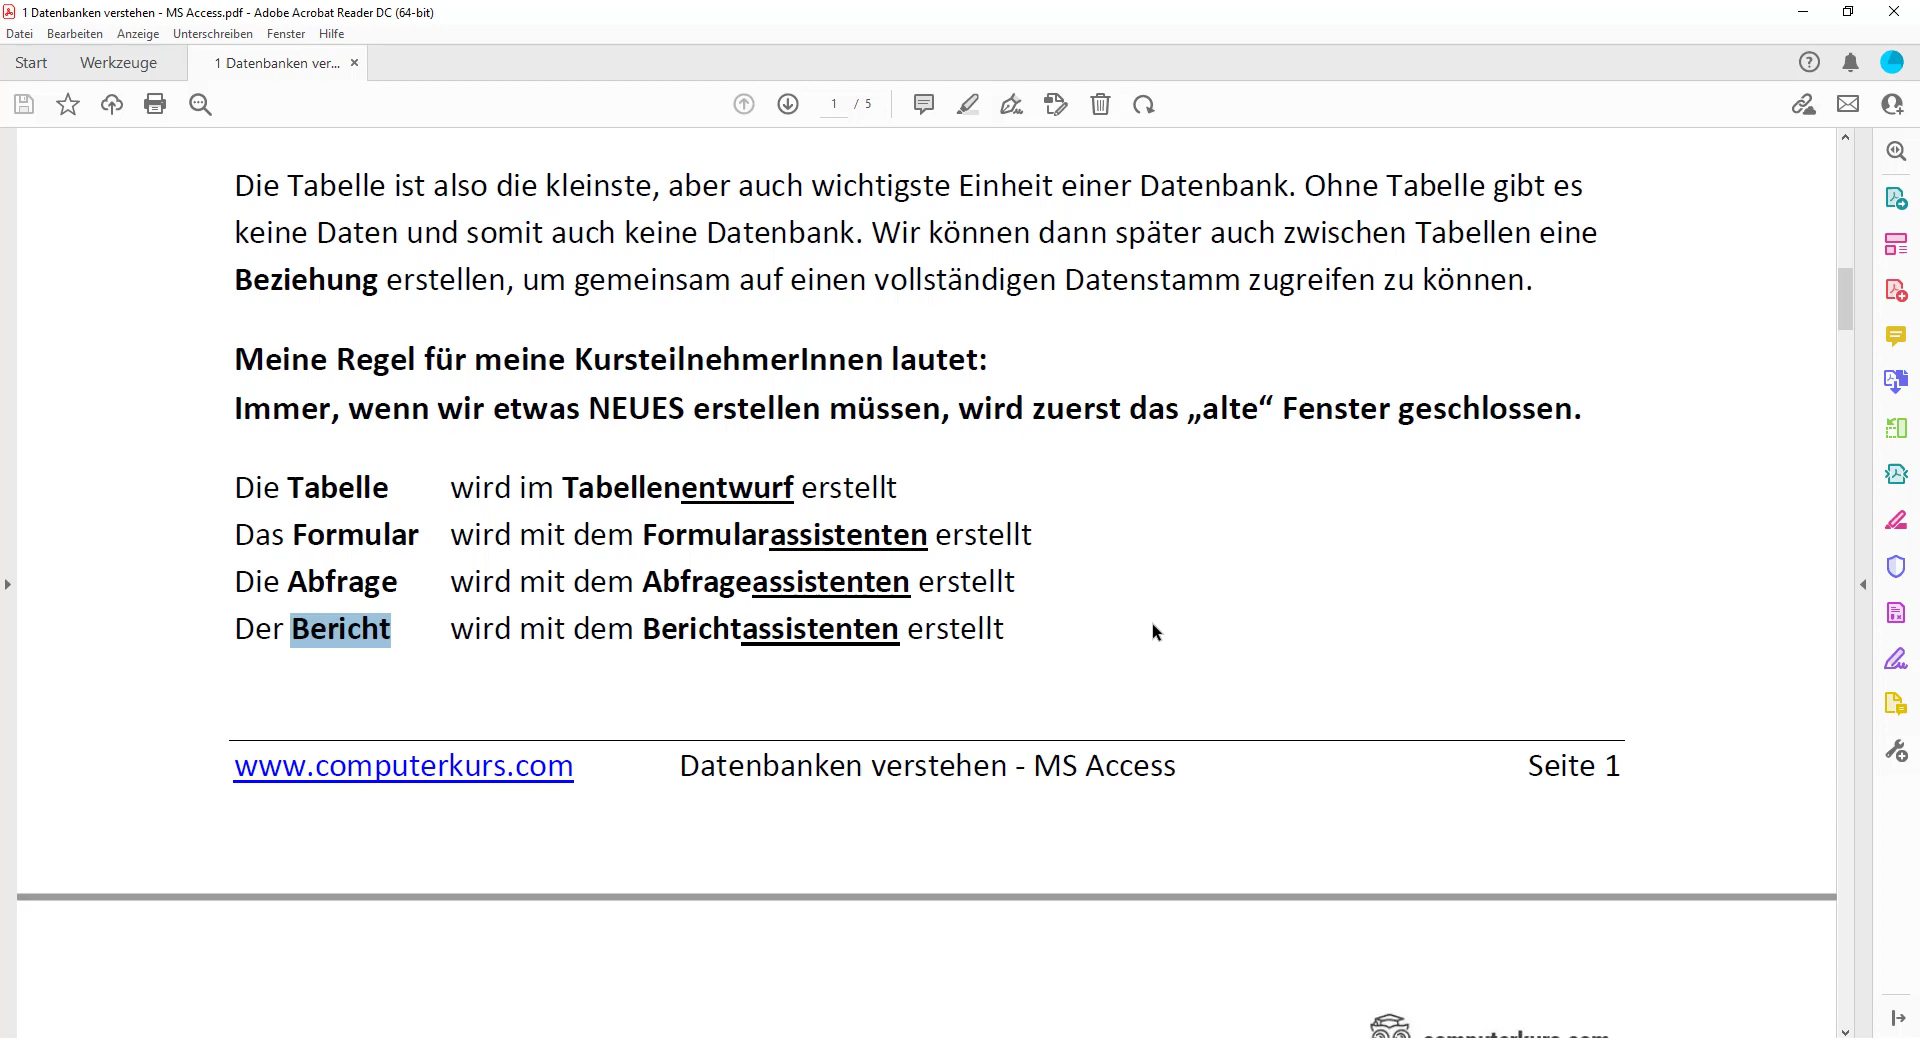 1 Datenbanken verstehen - MS Access.pdf - Adobe Acrobat Reader DC (64-bit)
Datei Bearbeiten Anzeige Unterschreiben Fenster Hilfe
Start Werkzeuge 1 Datenbanken ver... ×
1 / 5
Die Tabelle ist also die kleinste, aber auch wichtigste Einheit einer Datenbank. Ohne Tabelle gibt es
keine Daten und somit auch keine Datenbank. Wir können dann später auch zwischen Tabellen eine
Beziehung erstellen, um gemeinsam auf einen vollständigen Datenstamm zugreifen zu können.
Meine Regel für meine KursteilnehmerInnen lautet:
Immer, wenn wir etwas NEUES erstellen müssen, wird zuerst das „alte“ Fenster geschlossen.
Die Tabelle wird im Tabellenentwurf erstellt
Das Formular wird mit dem Formularassistenten erstellt
Die Abfrage wird mit dem Abfrageassistenten erstellt
Der Bericht wird mit dem Berichtassistenten erstellt
www.computerkurs.com Datenbanken verstehen - MS Access Seite 1
computerkurs.com